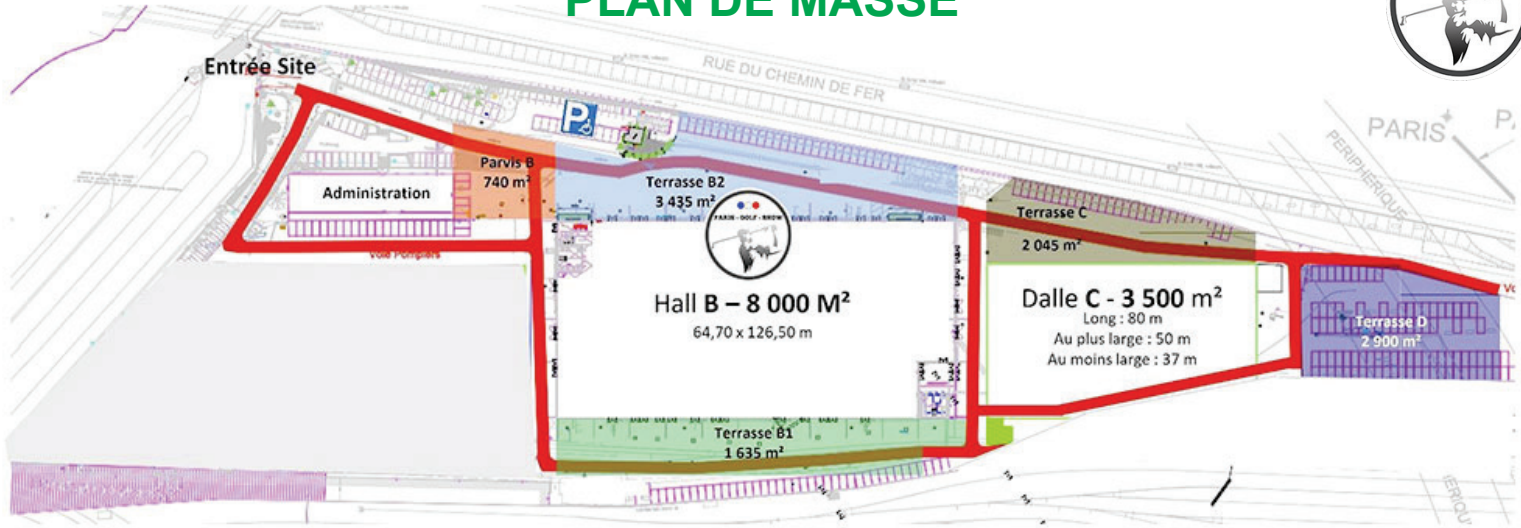 PLAN DE MASSE
Entrée Site
RUE DU CHEMIN DE FER
PARIS
PERIPHERIQUE
Parvis B
740 m²
Administration
Terrasse B2
3 435 m²
PARIS - GOLF - SHOW
Terrasse C
2 045 m²
Voie Pompiers
Hall B – 8 000 M²
64,70 x 126,50 m
Dalle C - 3 500 m²
Long : 80 m
Au plus large : 50 m
Au moins large : 37 m
Terrasse D
2 900 m²
Terrasse B1
1 635 m²